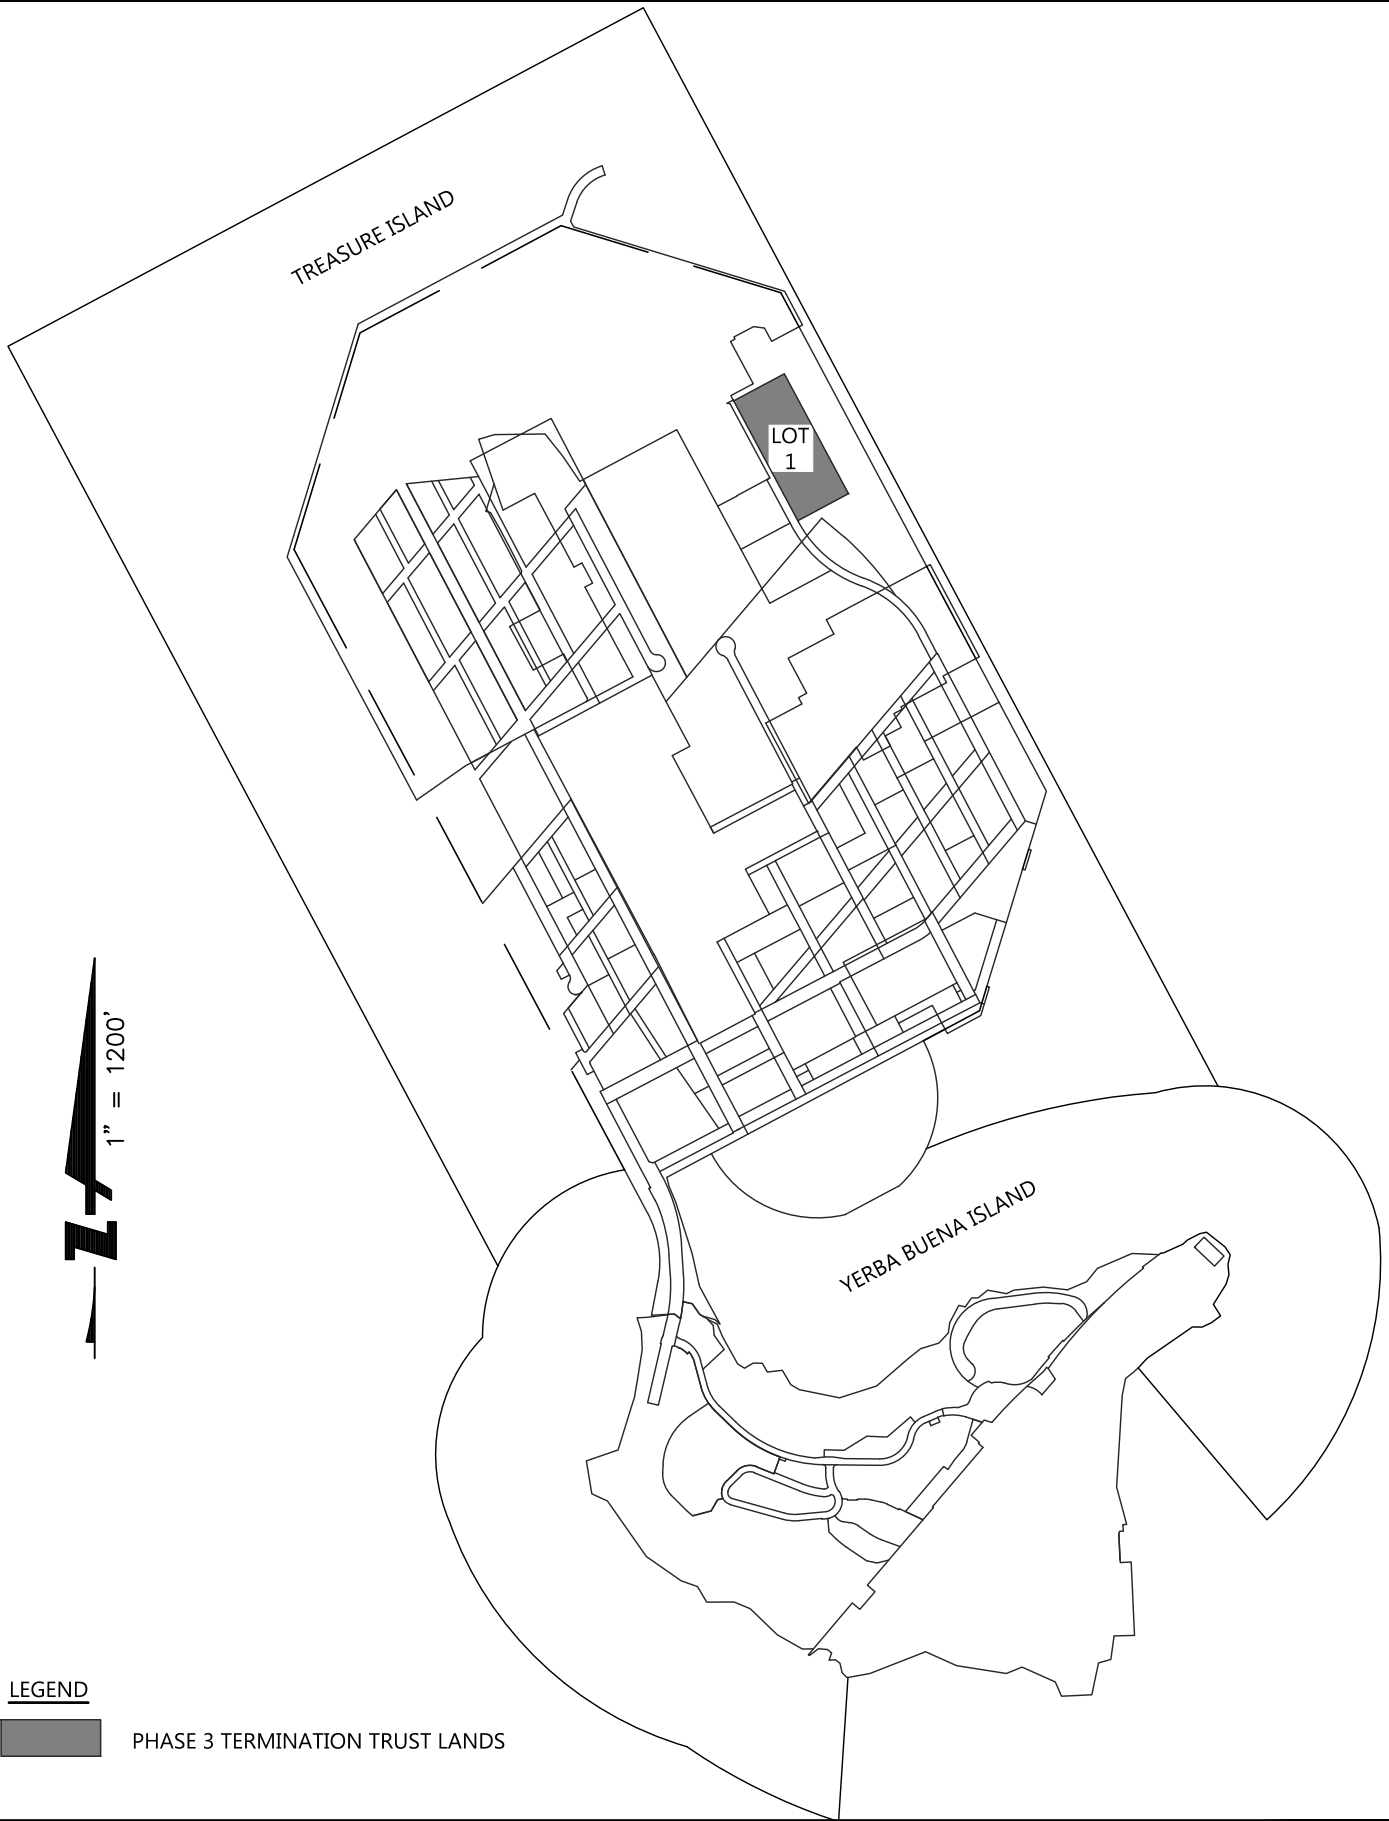 TREASURE ISLAND
LOT
1
1" = 1200'
Z
YERBA BUENA ISLAND
LEGEND
PHASE 3 TERMINATION TRUST LANDS